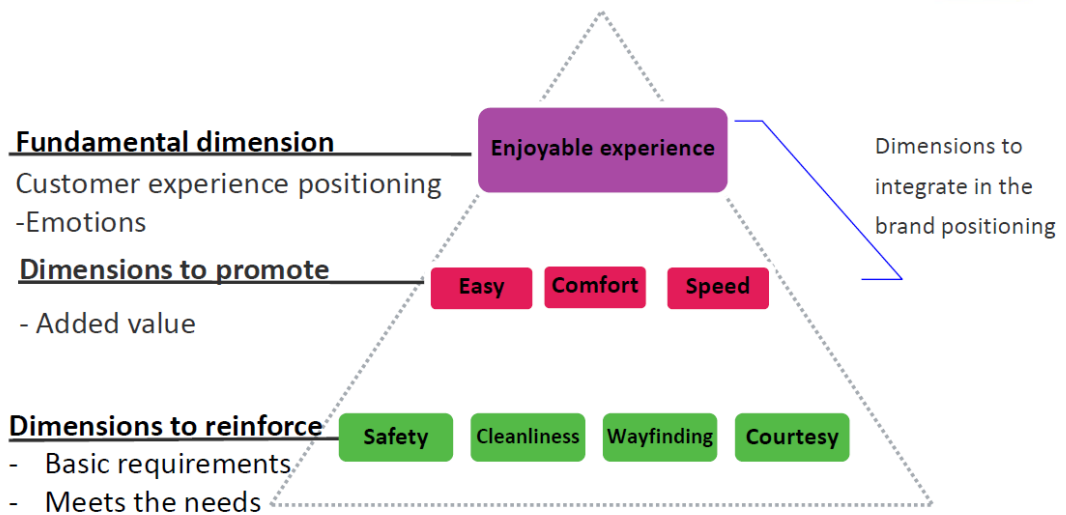 Fundamental dimension
Enjoyable experience
Customer experience positioning
-Emotions
Dimensions to
integrate in the
brand positioning
Dimensions to promote
Easy
Comfort
Speed
- Added value
Dimensions to reinforce
Safety
Cleanliness
Wayfinding
Courtesy
- Basic requirements
- Meets the needs